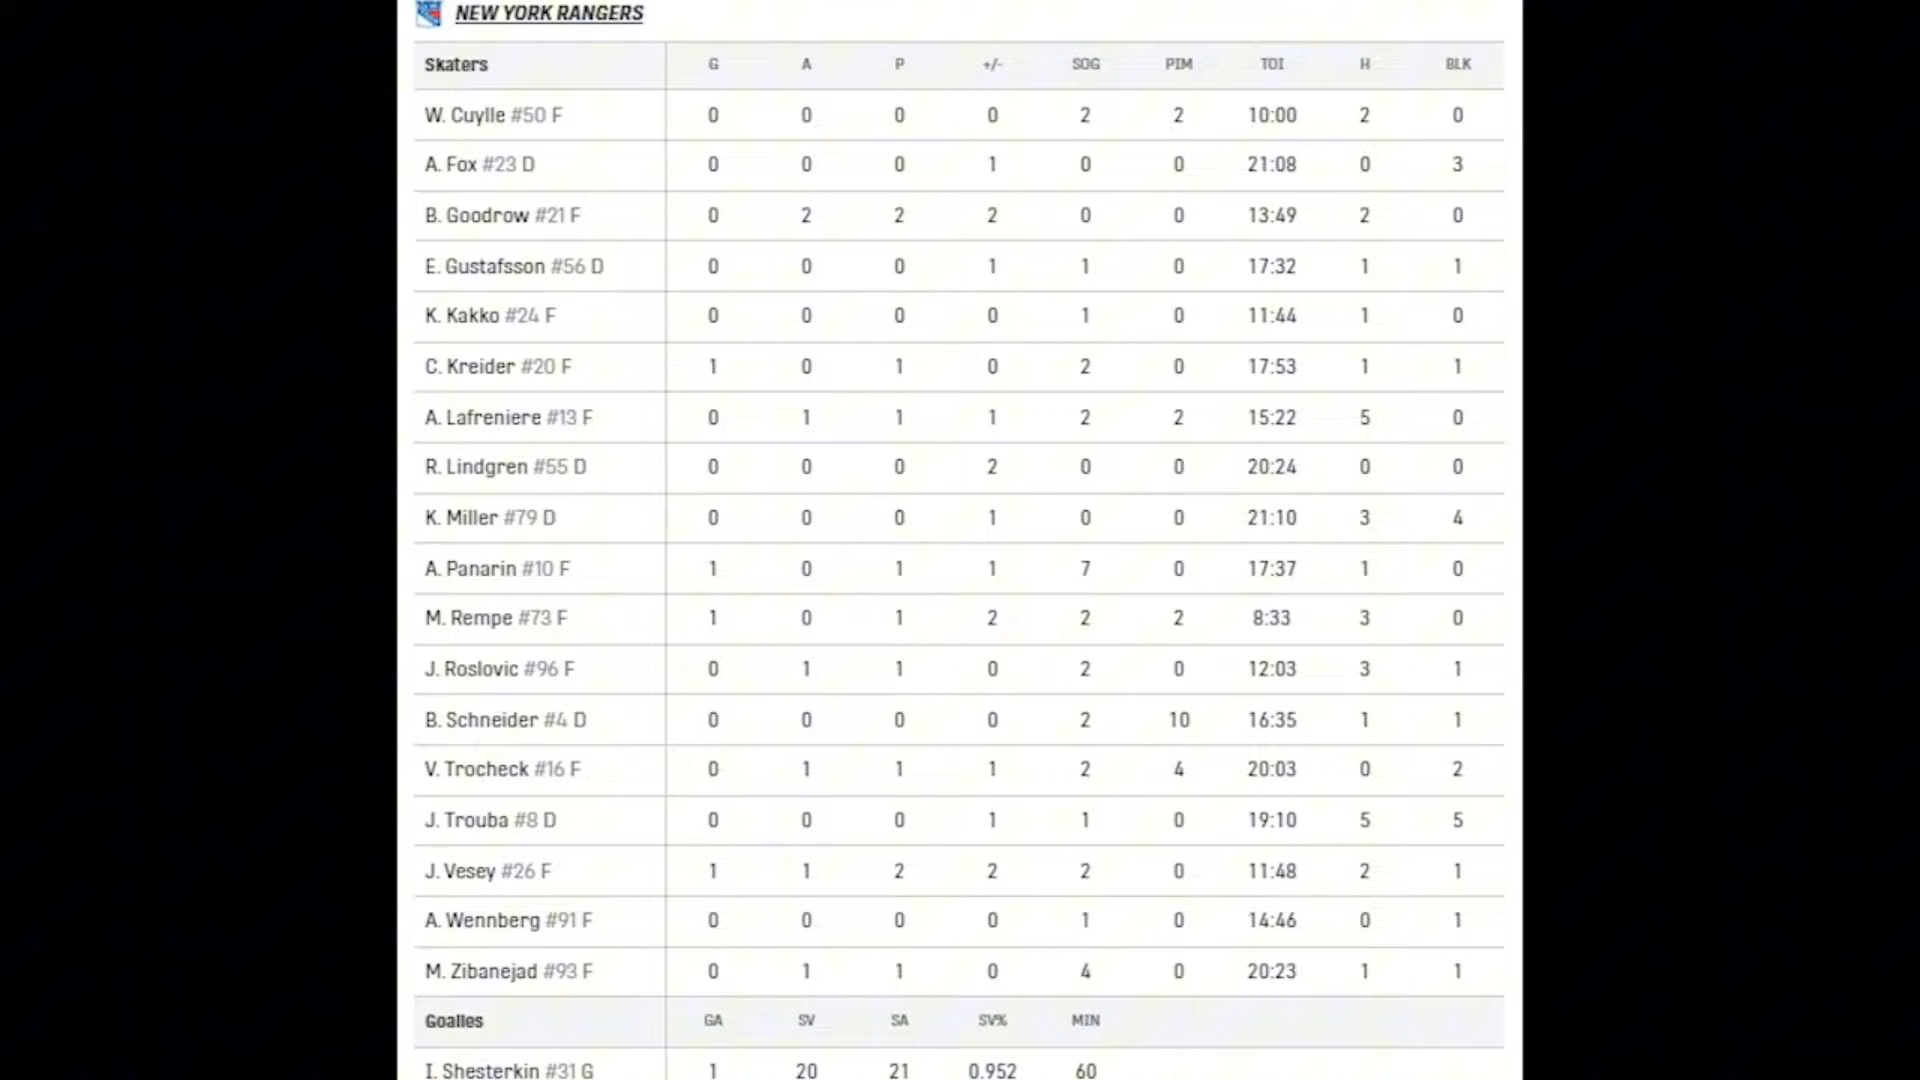 NEW YORK RANGERS
Skaters G A P +/- SOG PIM TOI H BLK
W. Cuylle #50 F 0 0 0 0 2 2 10:00 2 0
A. Fox #23 D 0 0 0 1 0 0 21:08 0 3
B. Goodrow #21 F 0 2 2 2 0 0 13:49 2 0
E. Gustafsson #56 D 0 0 0 1 1 0 17:32 1 1
K. Kakko #24 F 0 0 0 0 1 0 11:44 1 0
C. Kreider #20 F 1 0 1 0 2 0 17:53 1 1
A. Lafreniere #13 F 0 1 1 1 2 2 15:22 5 0
R. Lindgren #55 D 0 0 0 2 0 0 20:24 0 0
K. Miller #79 D 0 0 0 1 0 0 21:10 3 4
A. Panarin #10 F 1 0 1 1 7 0 17:37 1 0
M. Rempe #73 F 1 0 1 2 2 2 8:33 3 0
J. Roslovic #96 F 0 1 1 0 2 0 12:03 3 1
B. Schneider #4 D 0 0 0 0 2 10 16:35 1 1
V. Trocheck #16 F 0 1 1 1 2 4 20:03 0 2
J. Trouba #8 D 0 0 0 1 1 0 19:10 5 5
J. Vesey #26 F 1 1 2 2 2 0 11:48 2 1
A. Wennberg #91 F 0 0 0 0 1 0 14:46 0 1
M. Zibanejad #93 F 0 1 1 0 4 0 20:23 1 1
Goalies GA SV SA SV% MIN
I. Shesterkin #31 G 1 20 21 0.952 60